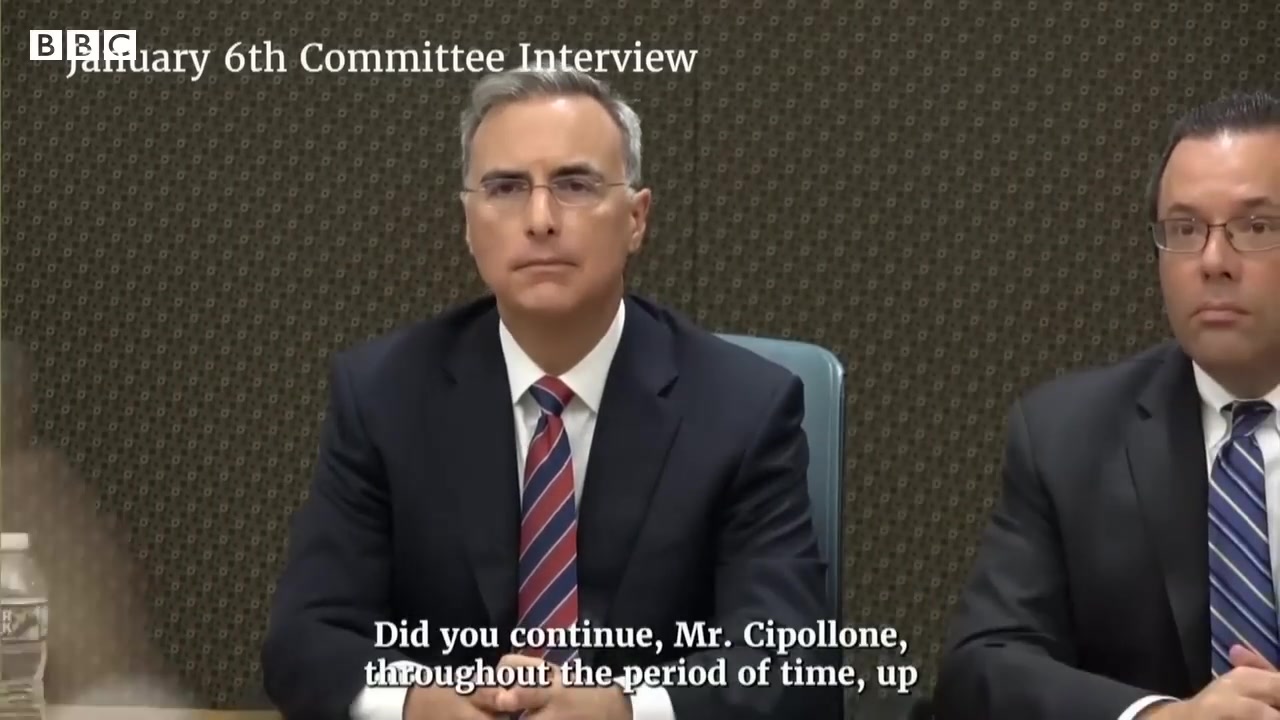 BBC
January 6th Committee Interview
Did you continue, Mr. Cipollone,
throughout the period of time, up